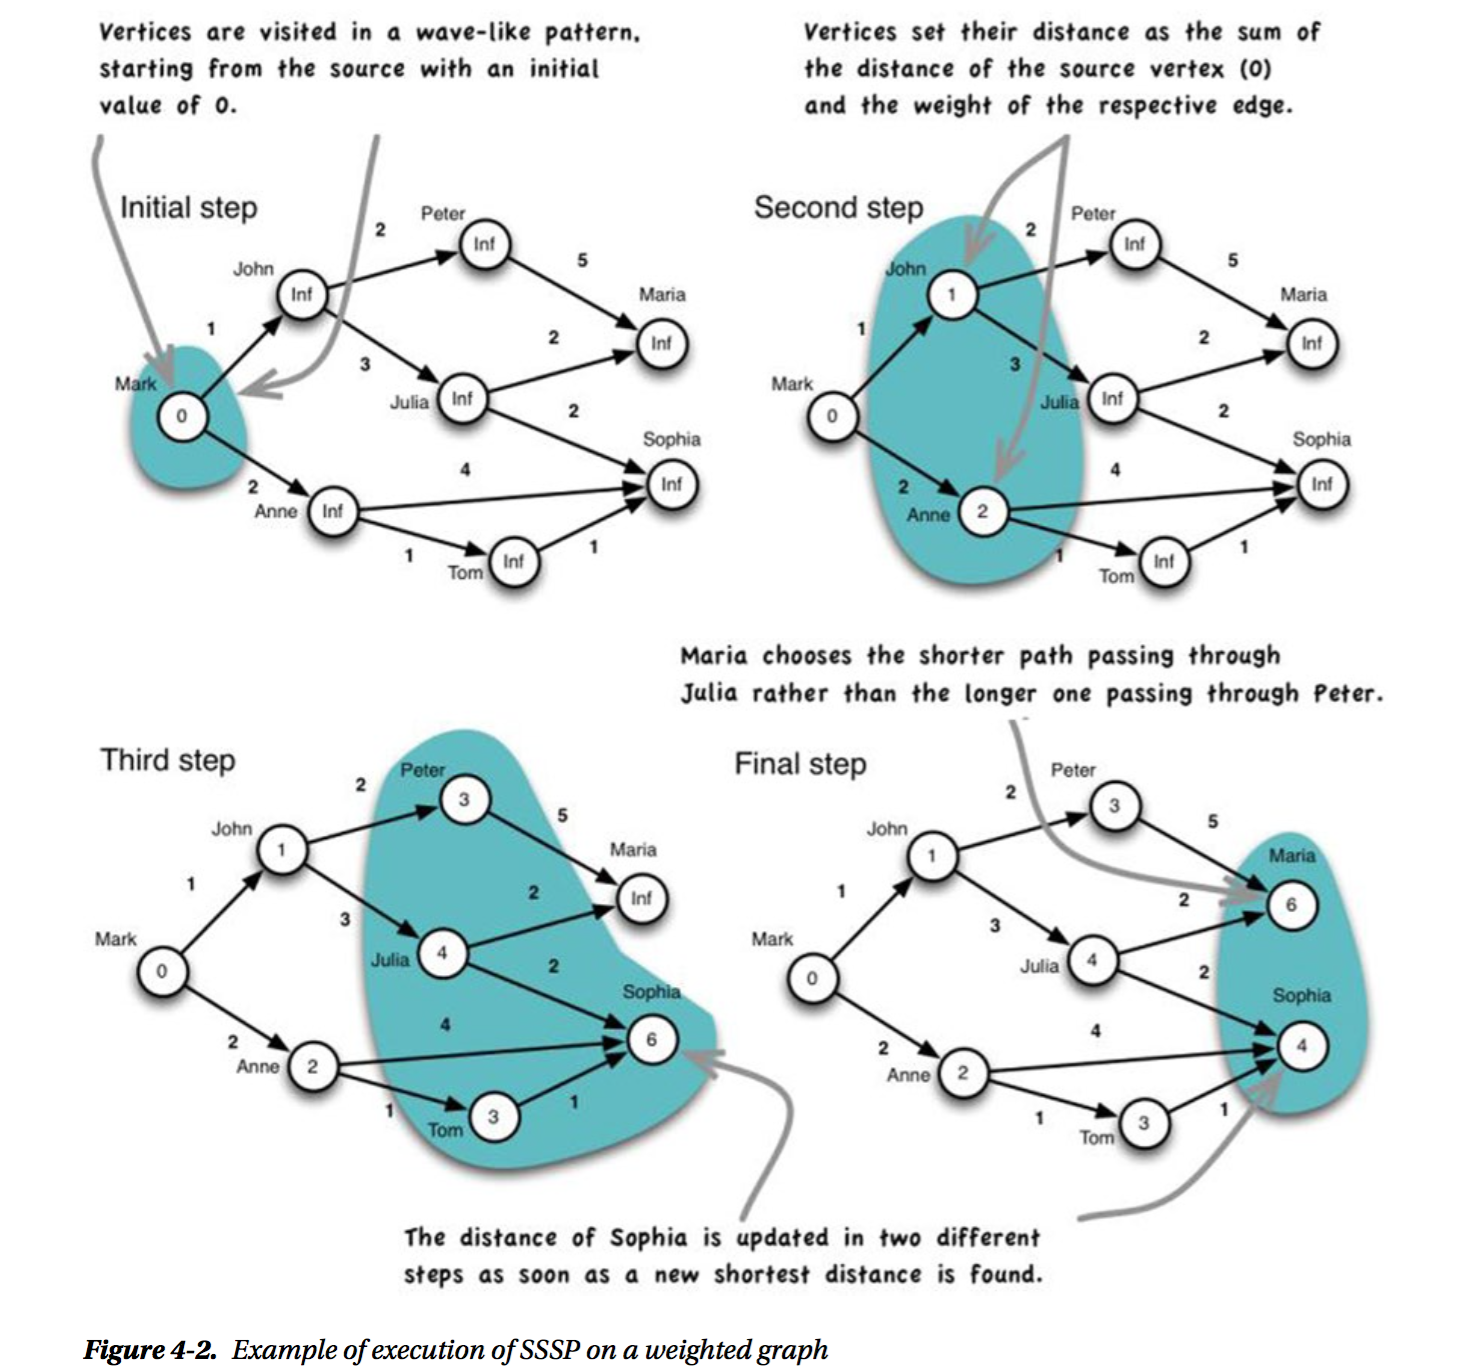 Vertices are visited in a wave-like pattern,
starting from the source with an initial
value of 0.
Vertices set their distance as the sum of
the distance of the source vertex (0)
and the weight of the respective edge.
Initial step
Mark
0
1
2
John
Inf
2
3
Peter
Inf
5
Maria
Inf
2
Julia
Inf
2
Sophia
Inf
4
Anne
Inf
1
Tom
Inf
1
Second step
Mark
0
1
2
John
1
2
3
Peter
Inf
5
Maria
Inf
2
Julia
Inf
2
Sophia
Inf
4
Anne
2
1
Tom
Inf
1
Maria chooses the shorter path passing through
Julia rather than the longer one passing through Peter.
Third step
Mark
0
1
2
John
1
2
3
Peter
3
5
Maria
Inf
2
Julia
4
2
Sophia
6
4
Anne
2
1
Tom
3
1
Final step
Mark
0
1
2
John
1
2
3
Peter
3
5
Maria
6
2
Julia
4
2
Sophia
4
4
Anne
2
1
Tom
3
1
The distance of Sophia is updated in two different
steps as soon as a new shortest distance is found.
Figure 4-2. Example of execution of SSSP on a weighted graph